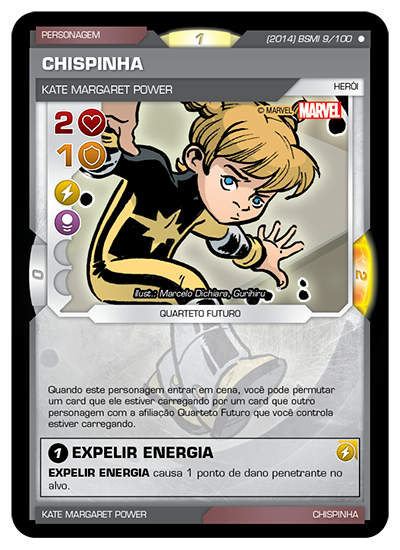 PERSONAGEM
1
(2014) BSMI 9/100
CHISPINHA
KATE MARGARET POWER
HERÓI
© MARVEL MARVEL
2
1
0
2
Ilust.: Marcelo Dichiara, Gurihiru
QUARTETO FUTURO
Quando este personagem entrar em cena, você pode permutar
um card que ele estiver carregando por um card que outro
personagem com a afiliação Quarteto Futuro que você controla
estiver carregando.
1 EXPELIR ENERGIA
EXPELIR ENERGIA causa 1 ponto de dano penetrante no
alvo.
KATE MARGARET POWER
CHISPINHA